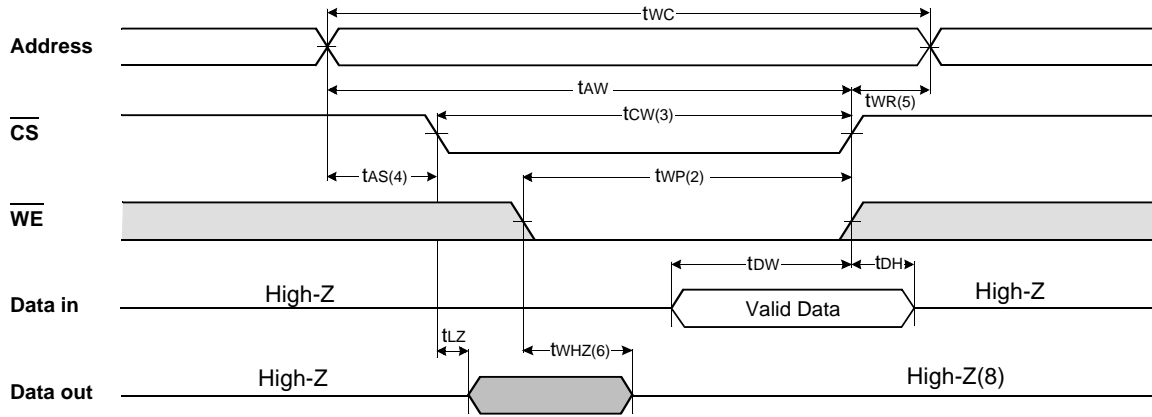 tWC
Address
tAW
tWR(5)
tCW(3)
CS
tAS(4)
tWP(2)
WE
tDW
tDH
High-Z
High-Z
Data in
Valid Data
tLZ
tWHZ(6)
High-Z
High-Z(8)
Data out